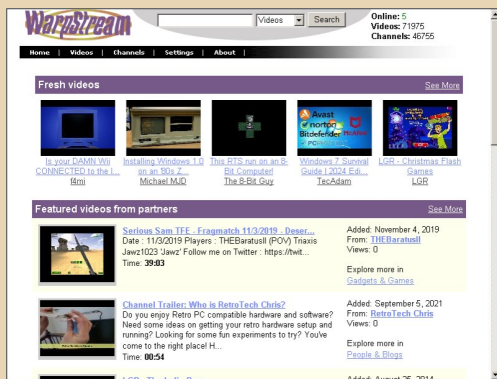 WarpStream
Videos
Search
Online: 5
Videos: 71975
Channels: 46755
Home | Videos | Channels | Settings | About |
Fresh videos
See More
Avast
norton
Bitdefender McAfee
Is your DAMN Wii
CONNECTED to the I...
f4mi
Installing Windows 1.0
on an '80s Z...
Michael MJD
This RTS run on an 8-
Bit Computer!
The 8-Bit Guy
Windows 7 Survival
Guide | 2024 Edi...
TecAdam
LGR - Christmas Flash
Games
LGR
Featured videos from partners
See More
Serious Sam TFE - Fragmatch 11/3/2019 - Deser...
Date : 11/3/2019 Players : THEBaratusII (POV) Triaxis
Jawz1023 'Jawz' Follow me on Twitter : https://twit...
Time: 39:03
Added: November 4, 2019
From: THEBaratusII
Views: 0
Explore more in
Gadgets & Games
Channel Trailer: Who is RetroTech Chris?
Do you enjoy Retro PC compatible hardware and software?
Need some ideas on getting your retro hardware setup and
running? Looking for some fun experiments to try? You've
come to the right place! H...
Time: 00:54
Added: September 5, 2021
From: RetroTech Chris
Views: 0
Explore more in
People & Blogs